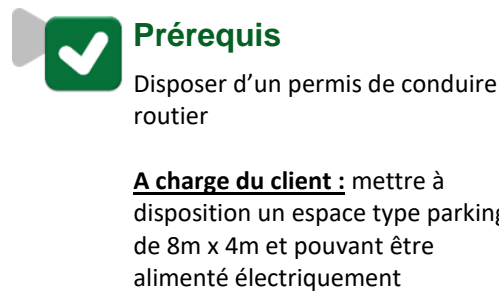 Prérequis
Disposer d’un permis de conduire
routier
A charge du client : mettre à
disposition un espace type parking
de 8m x 4m et pouvant être
alimenté électriquement